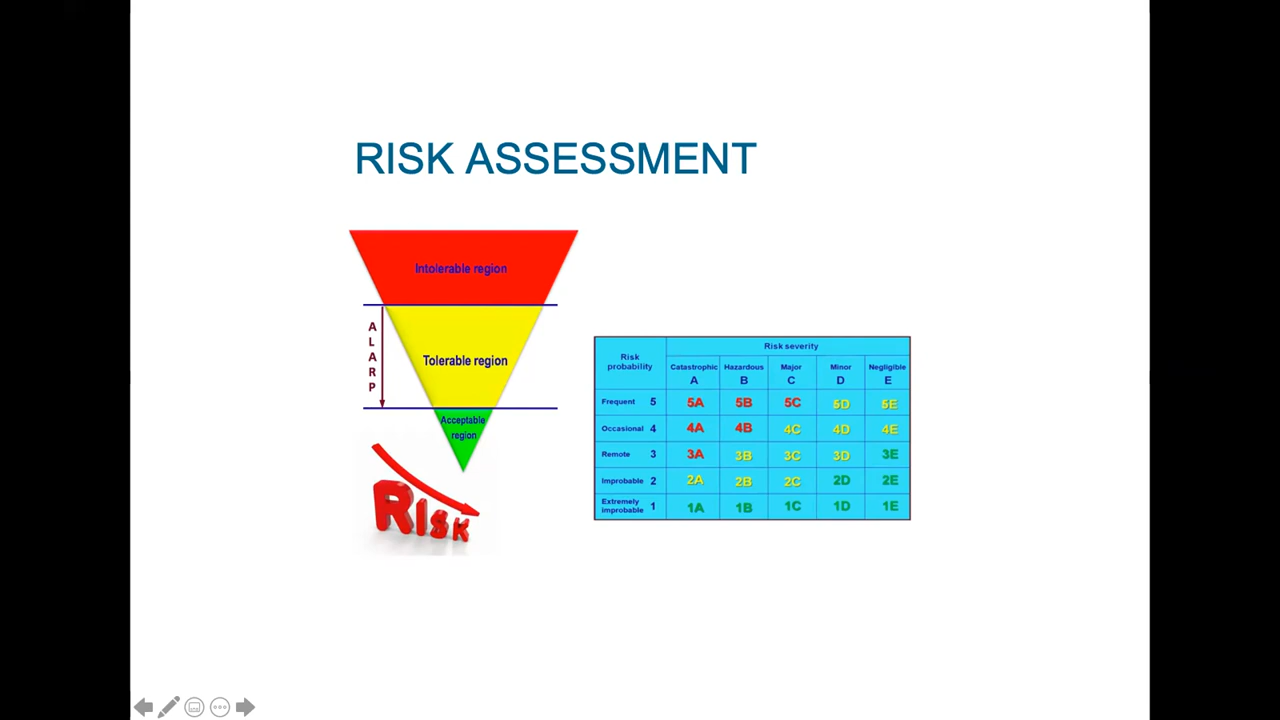 RISK ASSESSMENT
Intolerable region
A
L
A
R
P
Tolerable region
Acceptable
region
RISK
Risk
probability
Risk severity
Catastrophic
A
Hazardous
B
Major
C
Minor
D
Negligible
E
Frequent 5 5A 5B 5C 5D 5E
Occasional 4 4A 4B 4C 4D 4E
Remote 3 3A 3B 3C 3D 3E
Improbable 2 2A 2B 2C 2D 2E
Extremely
improbable 1 1A 1B 1C 1D 1E